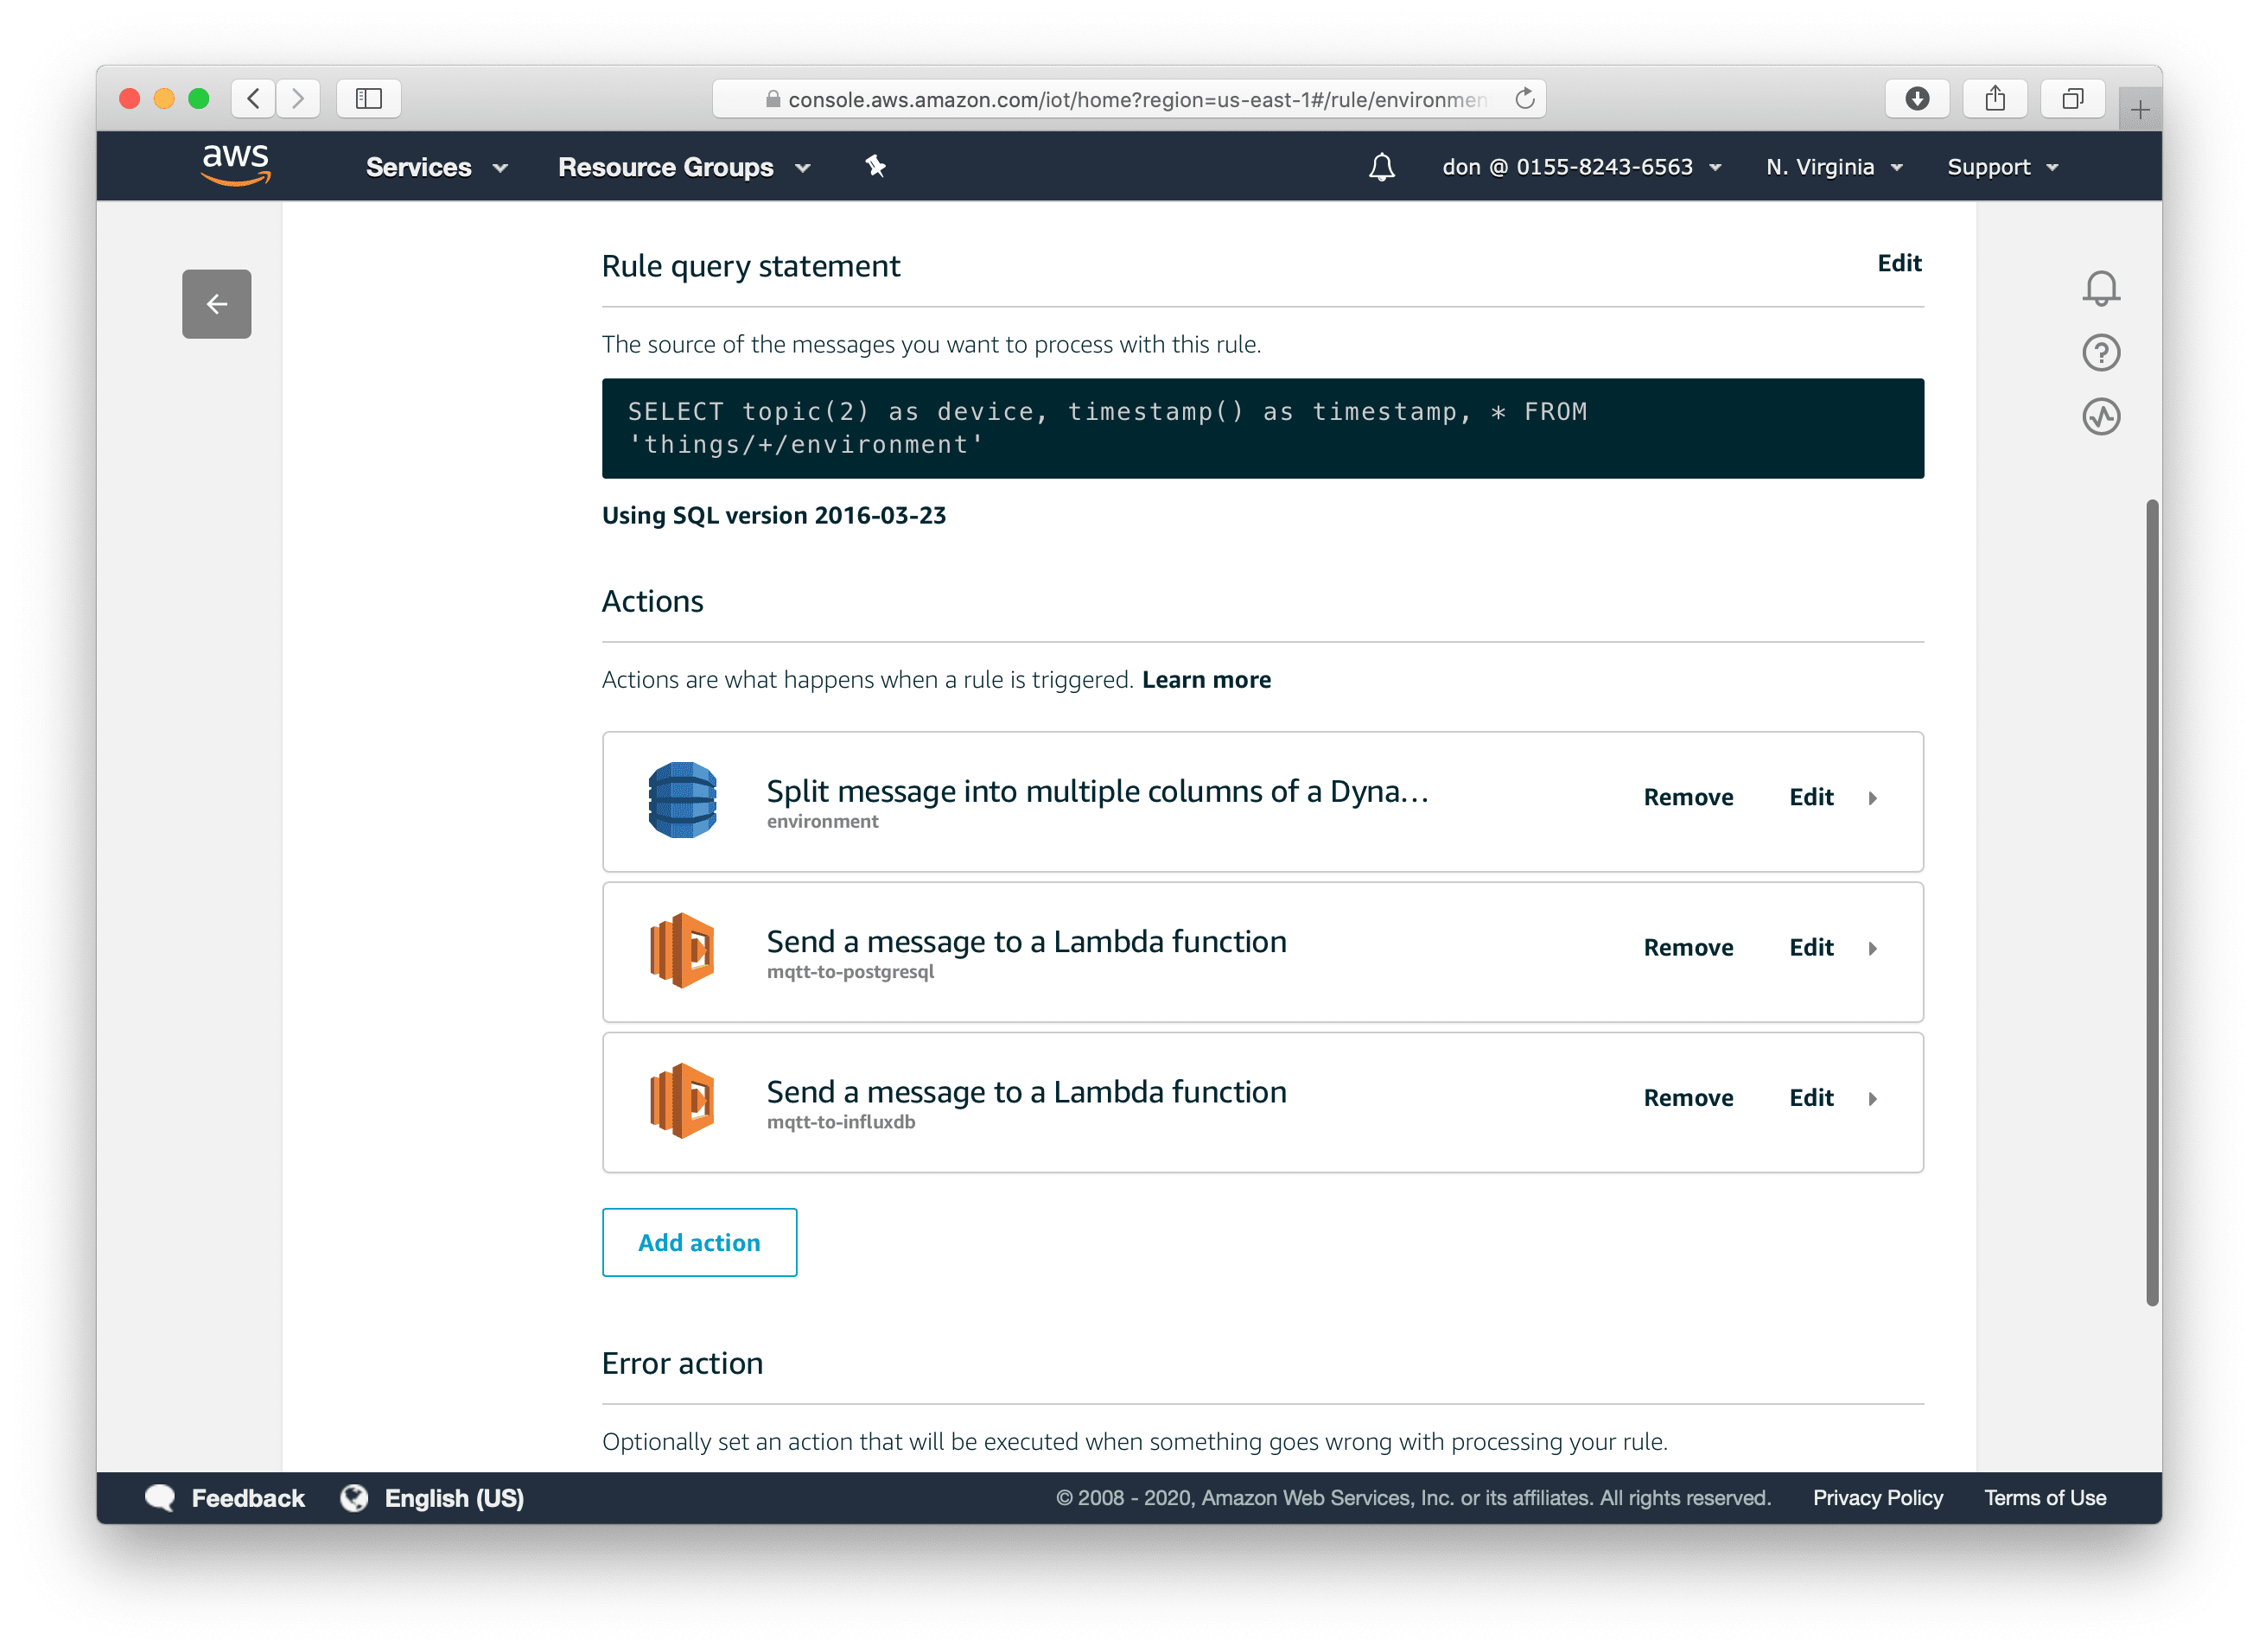 console.aws.amazon.com/iot/home?region=us-east-1#/rule/environmen
aws Services Resource Groups don @ 0155-8243-6563 N. Virginia Support
Rule query statement Edit
The source of the messages you want to process with this rule.
SELECT topic(2) as device, timestamp() as timestamp, * FROM
'things/+/environment'
Using SQL version 2016-03-23
Actions
Actions are what happens when a rule is triggered. Learn more
Split message into multiple columns of a Dyna... Remove Edit
environment
Send a message to a Lambda function Remove Edit
mqtt-to-postgresql
Send a message to a Lambda function Remove Edit
mqtt-to-influxdb
Add action
Error action
Optionally set an action that will be executed when something goes wrong with processing your rule.
Feedback English (US) © 2008 - 2020, Amazon Web Services, Inc. or its affiliates. All rights reserved. Privacy Policy Terms of Use